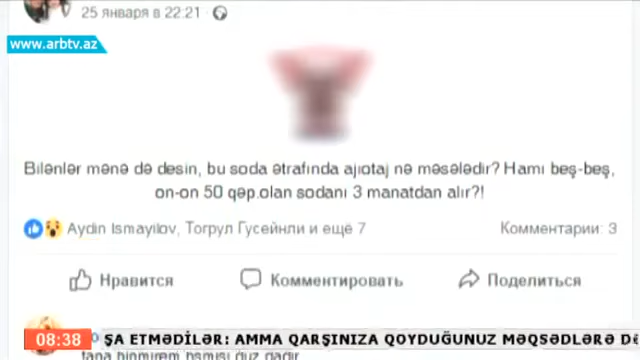 25 января в 22:21
www.arbtv.az
Bilənlər mənə də desin, bu soda ətrafında ajiotaj nə məsələdir? Hamı beş-beş,
on-on 50 qəp.olan sodanı 3 manatdan alır?!
Aydin Ismayilov, Тогрул Гусейнли и ещё 7
Комментарии: 3
Нравится
Комментировать
Поделиться
08:38
ŞA ETMƏDİLƏR: AMMA QARŞINIZA QOYDUĞUNUZ MƏQSƏDLƏRƏ